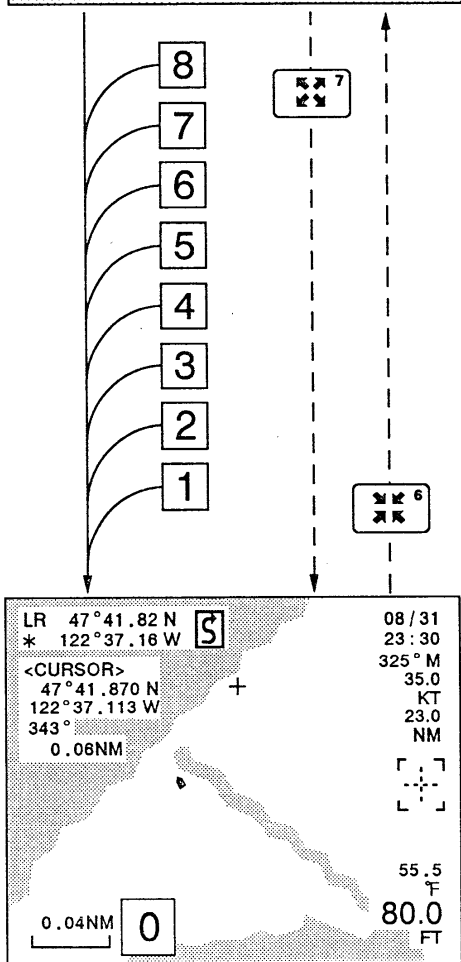 8
7
7
6
5
4
3
2
1
6
LR 47°41.82 N
* 122°37.16 W
<CURSOR>
47°41.870 N
122°37.113 W
343°
0.06NM
08/31
23:30
325°M
35.0
KT
23.0
NM
55.5
°F
80.0
FT
0.04NM
0